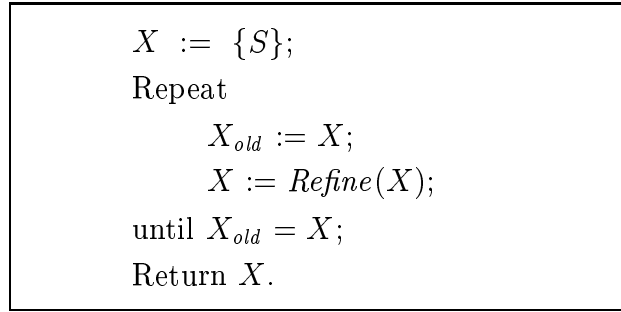 X := {S};
Repeat
X_old := X;
X := Refine(X);
until X_old = X;
Return X.